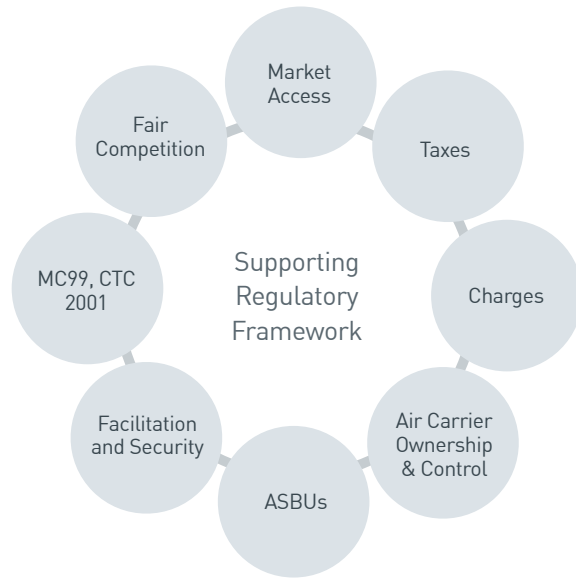 Market
Access
Taxes
Charges
Air Carrier
Ownership
& Control
ASBUs
Facilitation
and Security
MC99, CTC
2001
Fair
Competition
Supporting
Regulatory
Framework